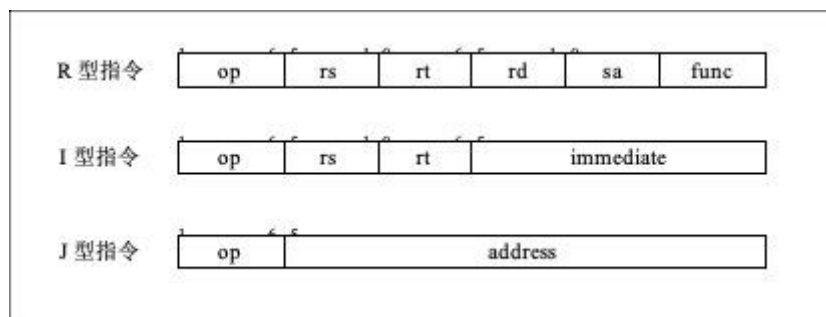 R 型指令 op rs rt rd sa func
I 型指令 op rs rt immediate
J 型指令 op address